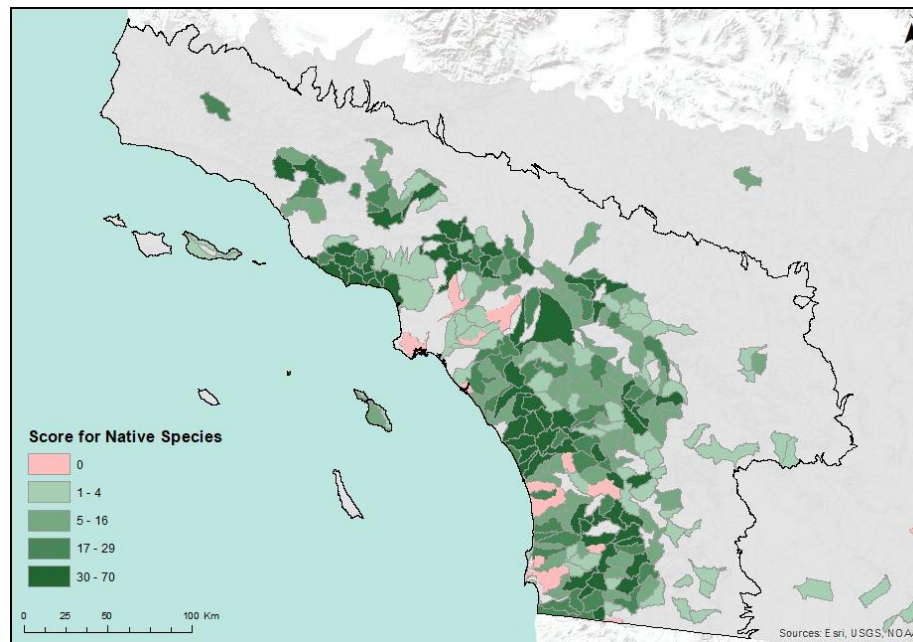 Score for Native Species
0
1 - 4
5 - 16
17 - 29
30 - 70
0 25 50 100 Km
Sources: Esri, USGS, NOA